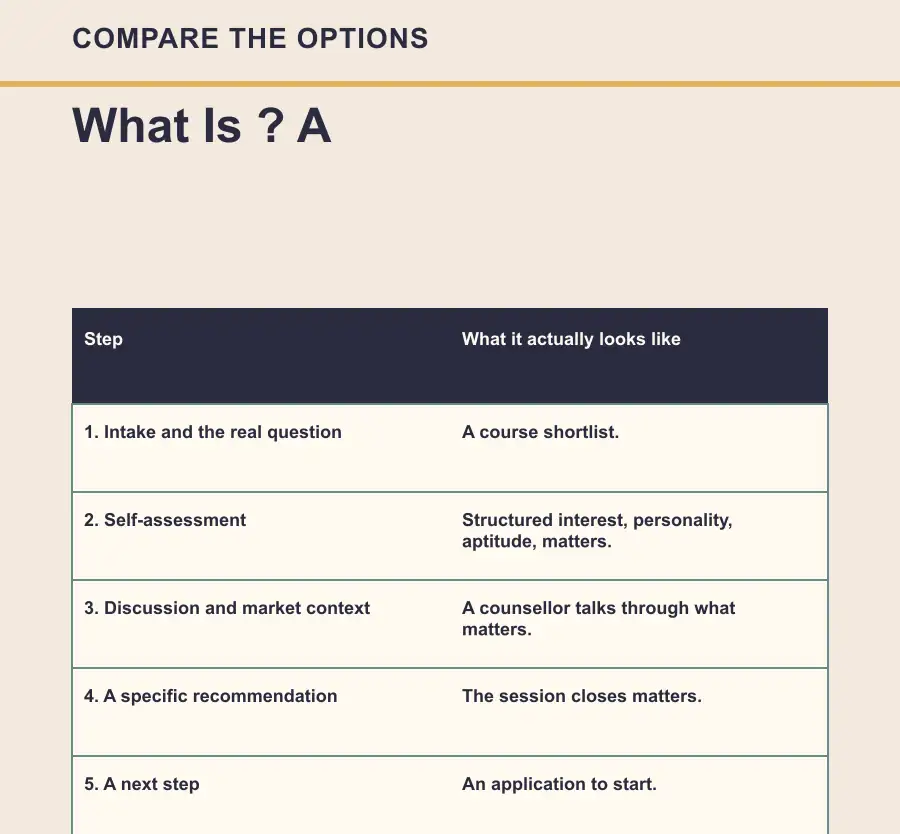 COMPARE THE OPTIONS
What Is ? A
Step
What it actually looks like
1. Intake and the real question
A course shortlist.
2. Self-assessment
Structured interest, personality,
aptitude, matters.
3. Discussion and market context
A counsellor talks through what
matters.
4. A specific recommendation
The session closes matters.
5. A next step
An application to start.